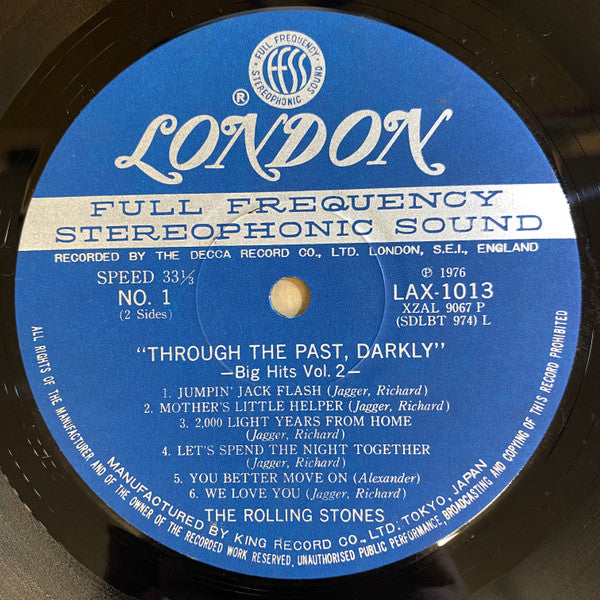 FULL FREQUENCY
ffss
STEREOPHONIC SOUND
®
LONDON
FULL FREQUENCY
STEREOPHONIC SOUND
RECORDED BY THE DECCA RECORD CO., LTD. LONDON, S.E.I., ENGLAND
SPEED 33⅓
NO. 1
(2 Sides)
℗ 1976
LAX-1013
XZAL 9067 P
(SDLBT 974) L
"THROUGH THE PAST, DARKLY"
—Big Hits Vol. 2—
1. JUMPIN' JACK FLASH (Jagger, Richard)
2. MOTHER'S LITTLE HELPER (Jagger, Richard)
3. 2,000 LIGHT YEARS FROM HOME
(Jagger, Richard)
4. LET'S SPEND THE NIGHT TOGETHER
(Jagger, Richard)
5. YOU BETTER MOVE ON (Alexander)
6. WE LOVE YOU (Jagger, Richard)
THE ROLLING STONES
MANUFACTURED BY KING RECORD CO., LTD. TOKYO, JAPAN
ALL RIGHTS OF THE MANUFACTURER AND OF THE OWNER OF THE RECORDED WORK RESERVED. UNAUTHORISED PUBLIC PERFORMANCE, BROADCASTING AND COPYING OF THIS RECORD PROHIBITED